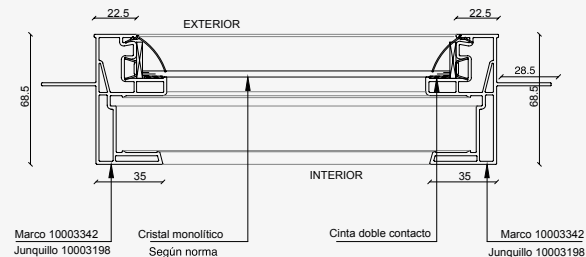 22.5
22.5
EXTERIOR
28.5
68.5
68.5
35
INTERIOR
35
Marco 10003342
Junquillo 10003198
Cristal monolítico
Según norma
Cinta doble contacto
Marco 10003342
Junquillo 10003198